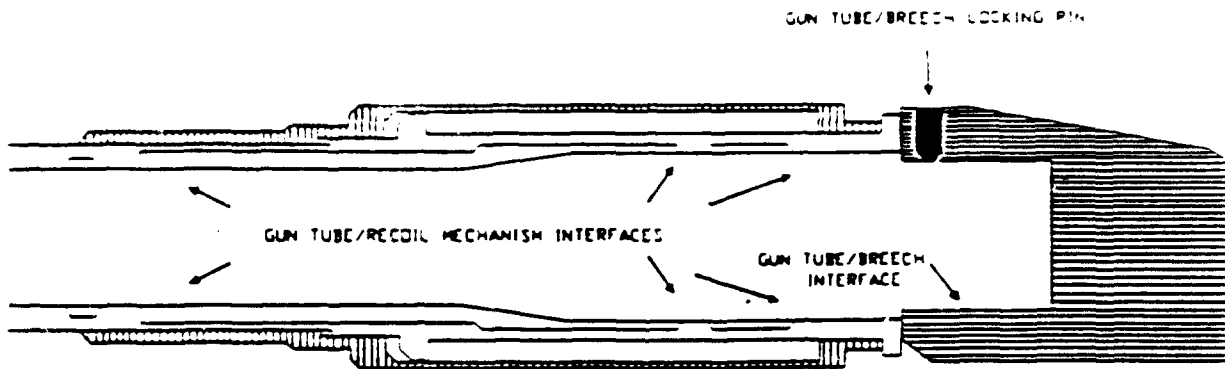 GUN TUBE/BREECH LOCKING PIN
GUN TUBE/RECOIL MECHANISM INTERFACES
GUN TUBE/BREECH
INTERFACE